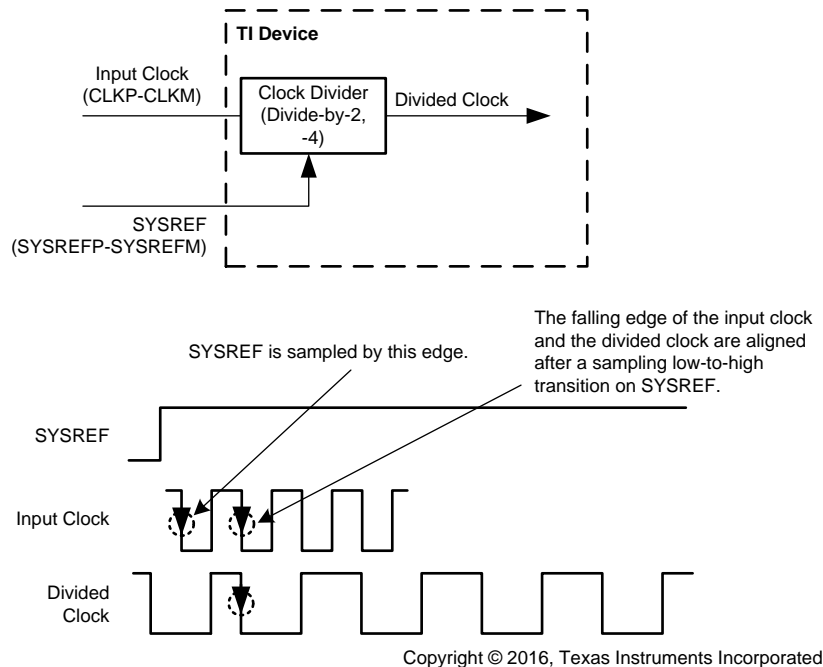 TI Device
Input Clock
(CLKP-CLKM)
Clock Divider
(Divide-by-2,
-4)
Divided Clock
SYSREF
(SYSREFP-SYSREFM)
The falling edge of the input clock
and the divided clock are aligned
after a sampling low-to-high
transition on SYSREF.
SYSREF is sampled by this edge.
SYSREF
Input Clock
Divided
Clock
Copyright © 2016, Texas Instruments Incorporated